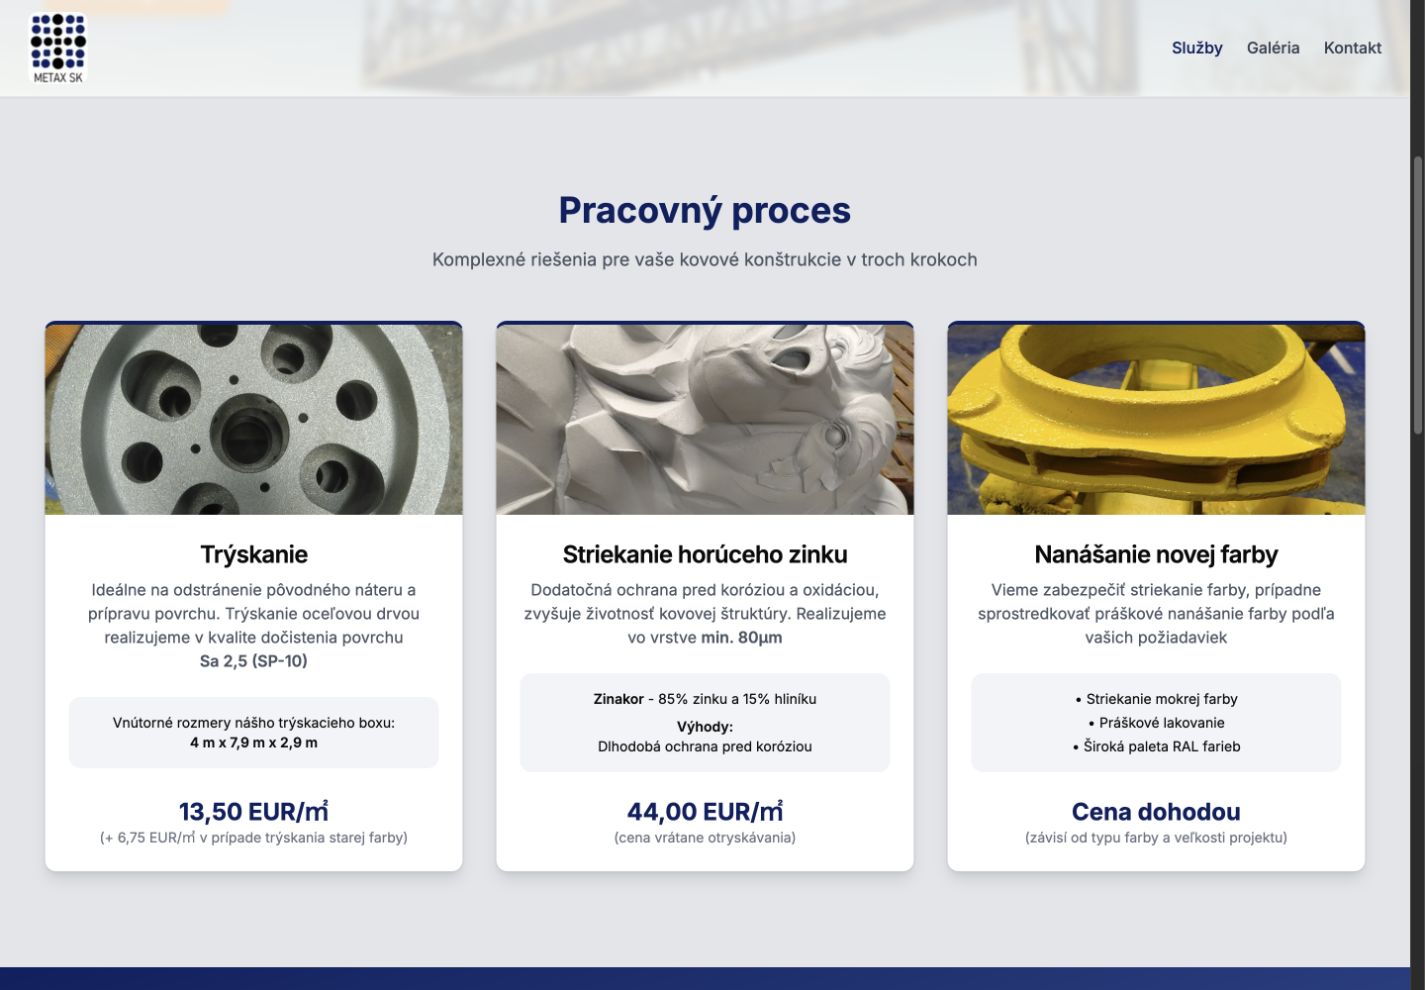 METAX SK
Služby
Galéria
Kontakt
Pracovný proces
Komplexné riešenia pre vaše kovové konštrukcie v troch krokoch
Trýskanie
Ideálne na odstránenie pôvodného náteru a
prípravu povrchu. Trýskanie oceľovou drvou
realizujeme v kvalite dočistenia povrchu
Sa 2,5 (SP-10)
Vnútorné rozmery nášho trýskacieho boxu:
4 m x 7,9 m x 2,9 m
13,50 EUR/㎡
(+ 6,75 EUR/㎡ v prípade trýskania starej farby)
Striekanie horúceho zinku
Dodatočná ochrana pred koróziou a oxidáciou,
zvyšuje životnosť kovovej štruktúry. Realizujeme
vo vrstve min. 80μm
Zinakor - 85% zinku a 15% hliníku
Výhody:
Dlhodobá ochrana pred koróziou
44,00 EUR/㎡
(cena vrátane otryskávania)
Nanášanie novej farby
Vieme zabezpečiť striekanie farby, prípadne
sprostredkovať práškové nanášanie farby podľa
vašich požiadaviek
• Striekanie mokrej farby
• Práškové lakovanie
• Široká paleta RAL farieb
Cena dohodou
(závisí od typu farby a veľkosti projektu)